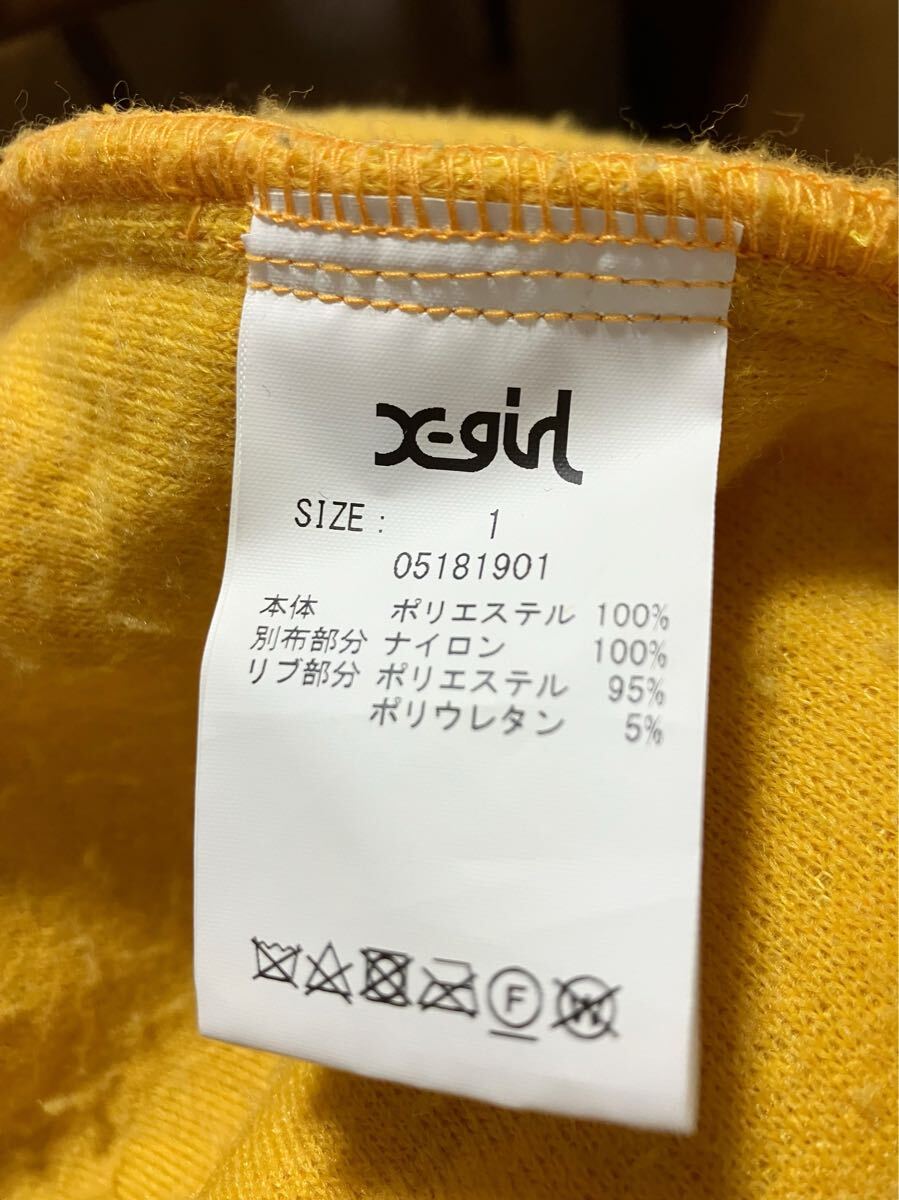 X-girl
SIZE: 1
05181901
本体 ポリエステル 100%
別布部分 ナイロン 100%
リブ部分 ポリエステル 95%
ポリウレタン 5%
F W